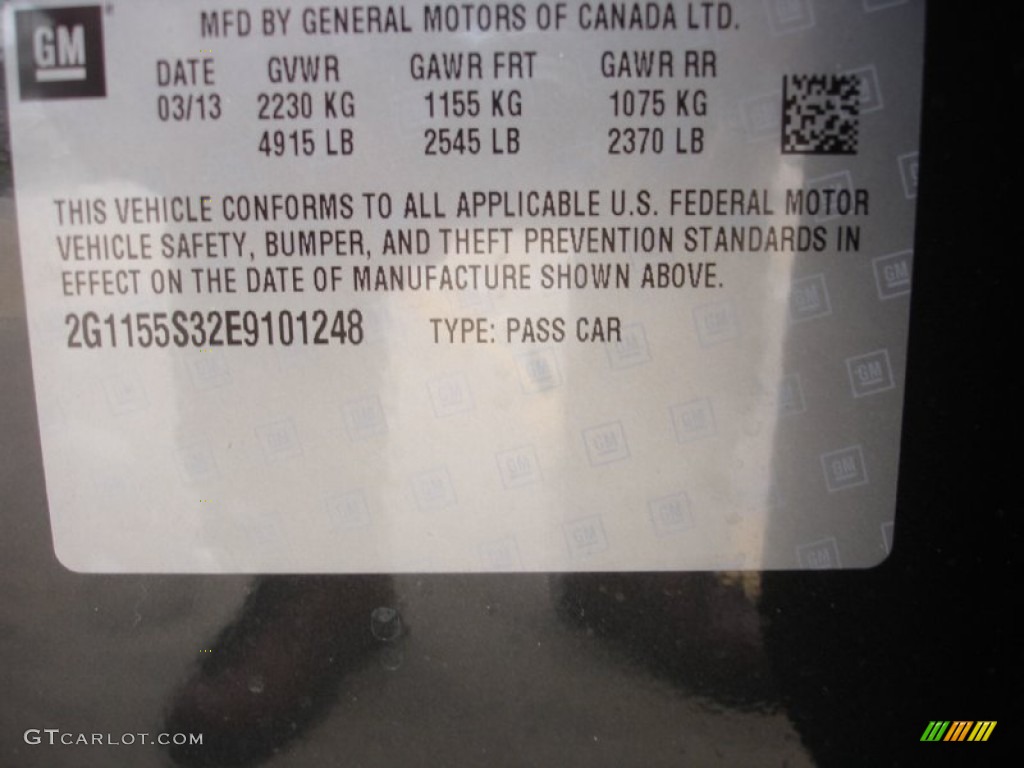 GM
MFD BY GENERAL MOTORS OF CANADA LTD.
DATE GVWR GAWR FRT GAWR RR
03/13 2230 KG 1155 KG 1075 KG
4915 LB 2545 LB 2370 LB
THIS VEHICLE CONFORMS TO ALL APPLICABLE U.S. FEDERAL MOTOR
VEHICLE SAFETY, BUMPER, AND THEFT PREVENTION STANDARDS IN
EFFECT ON THE DATE OF MANUFACTURE SHOWN ABOVE.
2G1155S32E9101248 TYPE: PASS CAR
GTCARLOT.COM